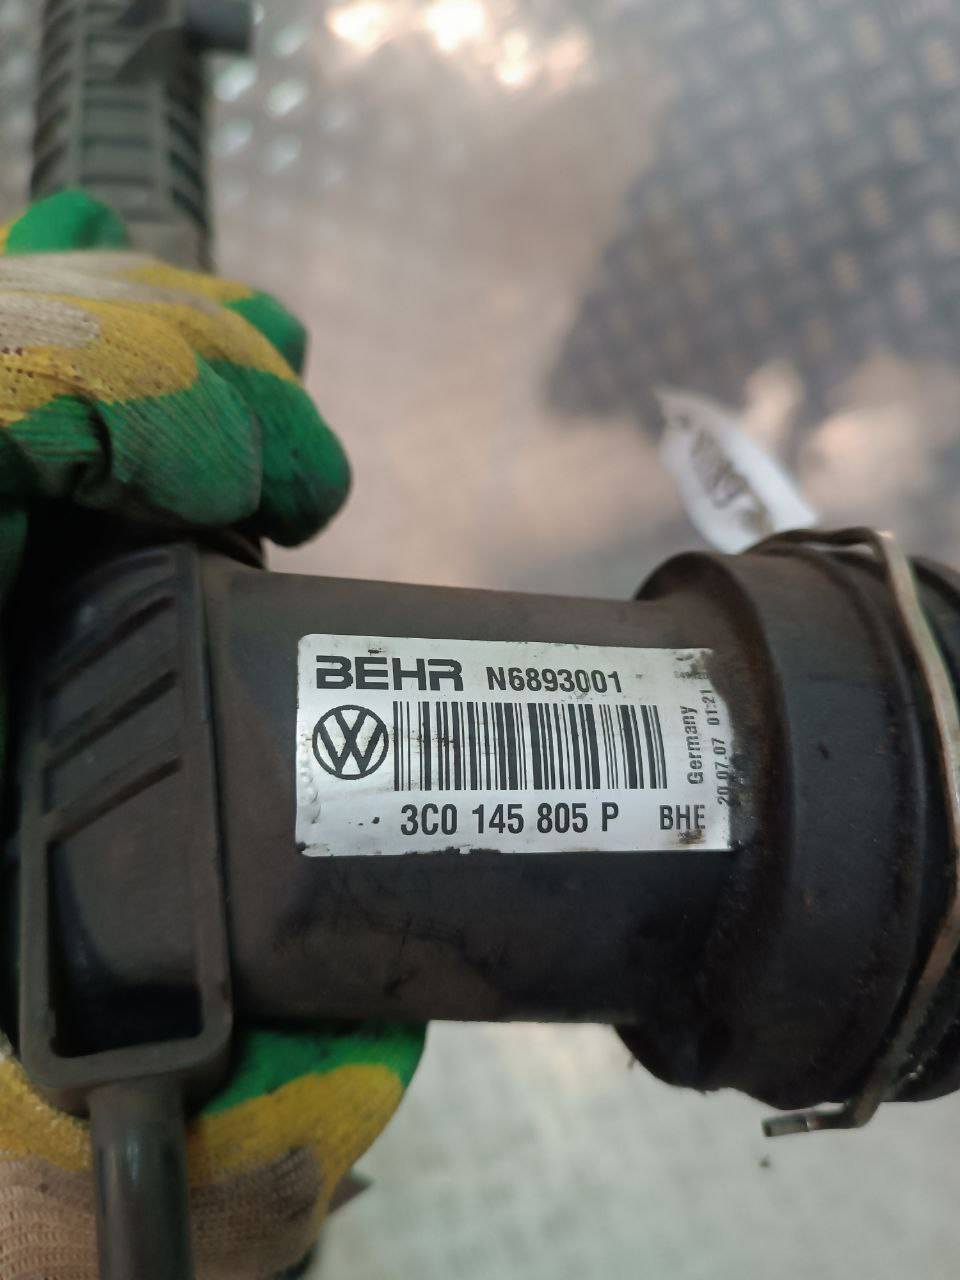 BEHR N6893001
3C0 145 805 P BHE
Germany
20.07.07 01:21